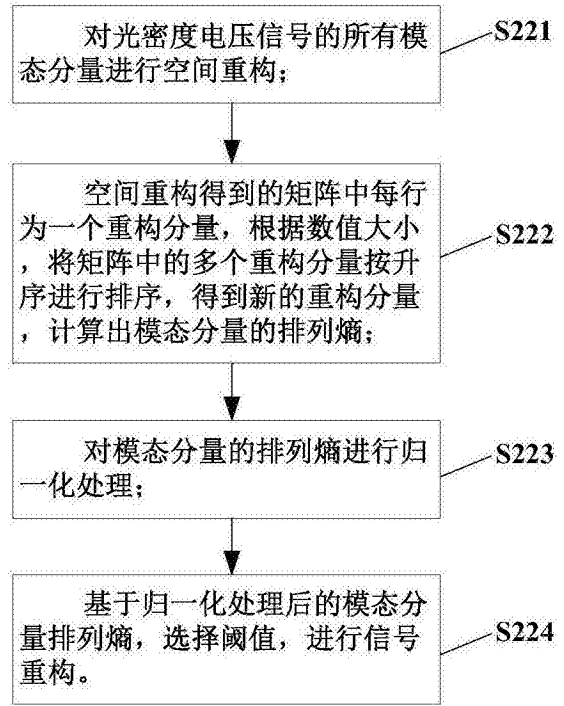 对光密度电压信号的所有模
态分量进行空间重构；
S221
空间重构得到的矩阵中每行
为一个重构分量，根据数值大小
，将矩阵中的多个重构分量按升
序进行排序，得到新的重构分量
，计算出模态分量的排列熵；
S222
对模态分量的排列熵进行归
一化处理；
S223
基于归一化处理后的模态分
量排列熵，选择阈值，进行信号
重构。
S224